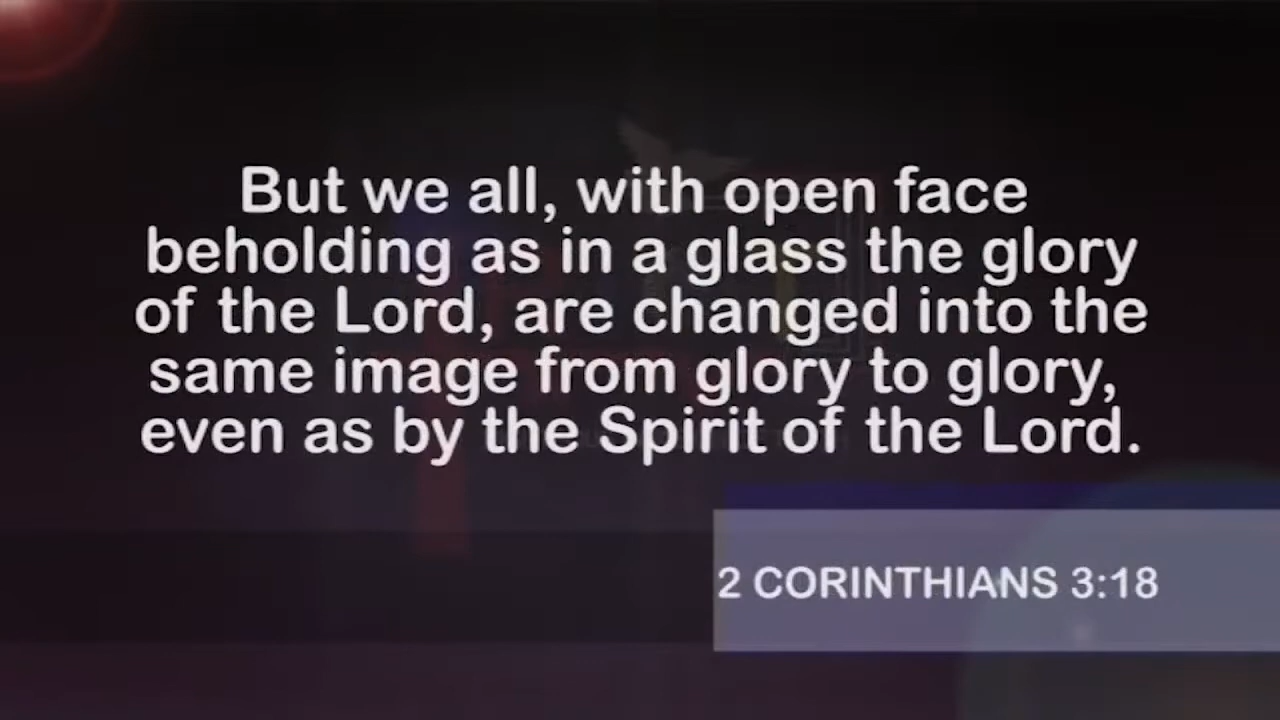 But we all, with open face
beholding as in a glass the glory
of the Lord, are changed into the
same image from glory to glory,
even as by the Spirit of the Lord.
2 CORINTHIANS 3:18